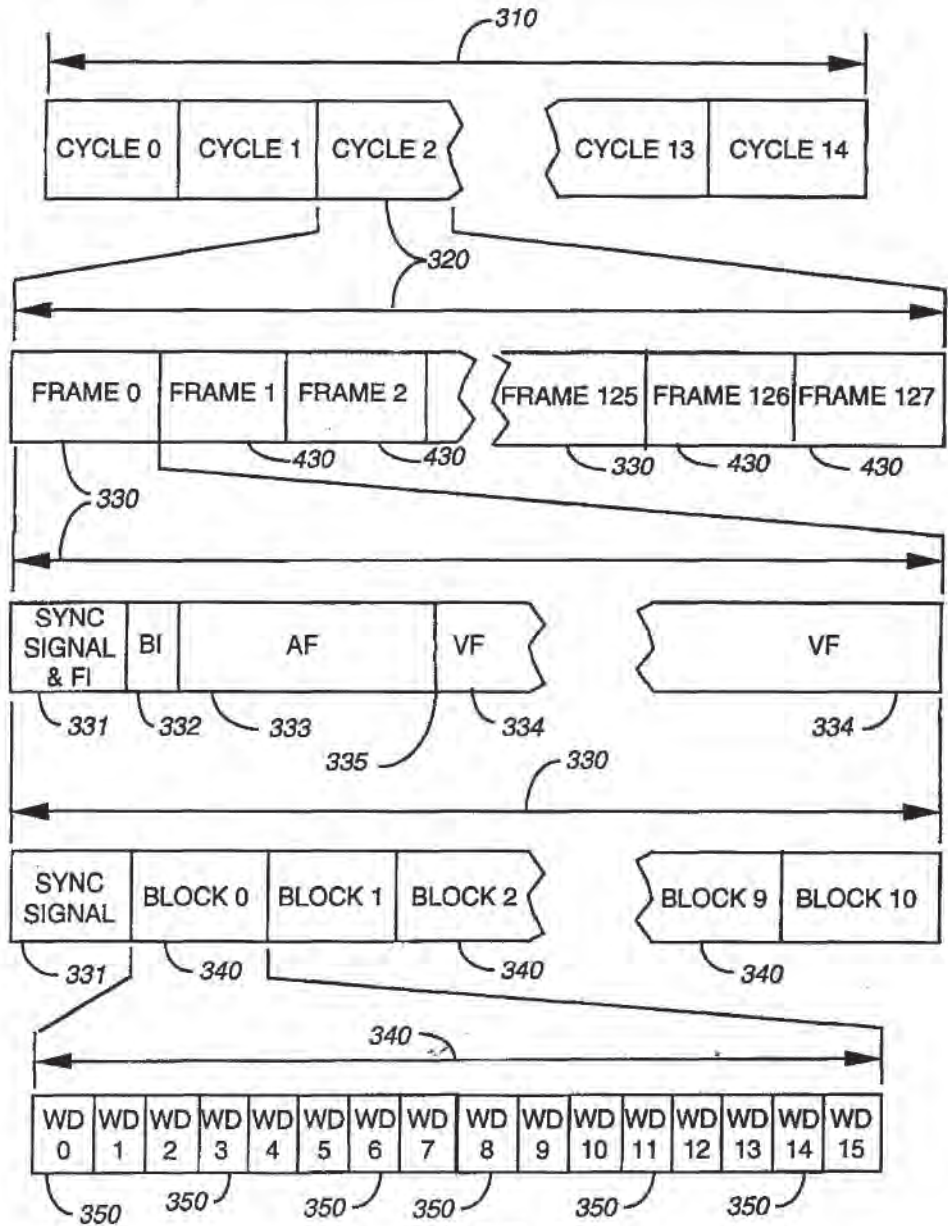 310
CYCLE 0 CYCLE 1 CYCLE 2 CYCLE 13 CYCLE 14
320
FRAME 0 FRAME 1 FRAME 2 FRAME 125 FRAME 126 FRAME 127
430 430 330 430 430
330
SYNC SIGNAL & FI BI AF VF VF
331 332 333 335 334 334
330
SYNC SIGNAL BLOCK 0 BLOCK 1 BLOCK 2 BLOCK 9 BLOCK 10
331 340 340 340
340
WD 0 WD 1 WD 2 WD 3 WD 4 WD 5 WD 6 WD 7 WD 8 WD 9 WD 10 WD 11 WD 12 WD 13 WD 14 WD 15
350 350 350 350 350 350